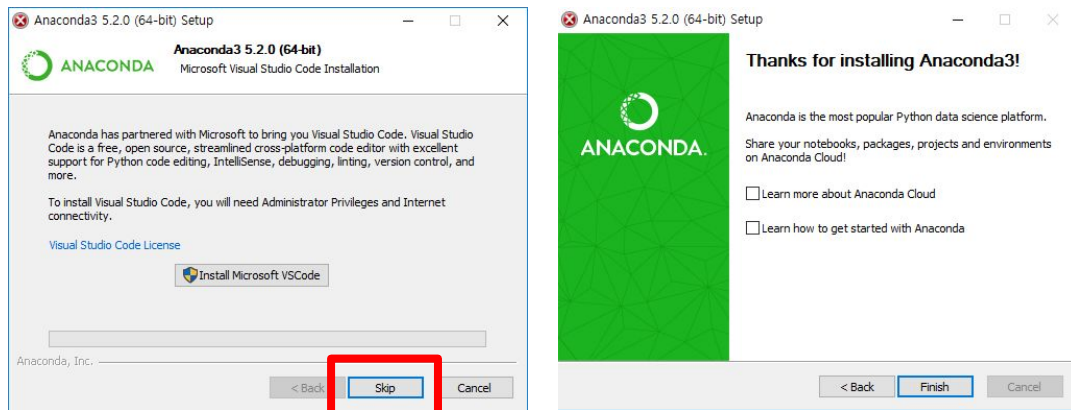 Anaconda3 5.2.0 (64-bit) Setup
Anaconda3 5.2.0 (64-bit)
Microsoft Visual Studio Code Installation
ANACONDA
Anaconda has partnered with Microsoft to bring you Visual Studio Code. Visual Studio
Code is a free, open source, streamlined cross-platform code editor with excellent
support for Python code editing, IntelliSense, debugging, linting, version control, and
more.
To install Visual Studio Code, you will need Administrator Privileges and Internet
connectivity.
Visual Studio Code License
Install Microsoft VSCode
Anaconda, Inc.
< Back
Skip
Cancel
Anaconda3 5.2.0 (64-bit) Setup
ANACONDA.
Thanks for installing Anaconda3!
Anaconda is the most popular Python data science platform.
Share your notebooks, packages, projects and environments
on Anaconda Cloud!
Learn more about Anaconda Cloud
Learn how to get started with Anaconda
< Back
Finish
Cancel